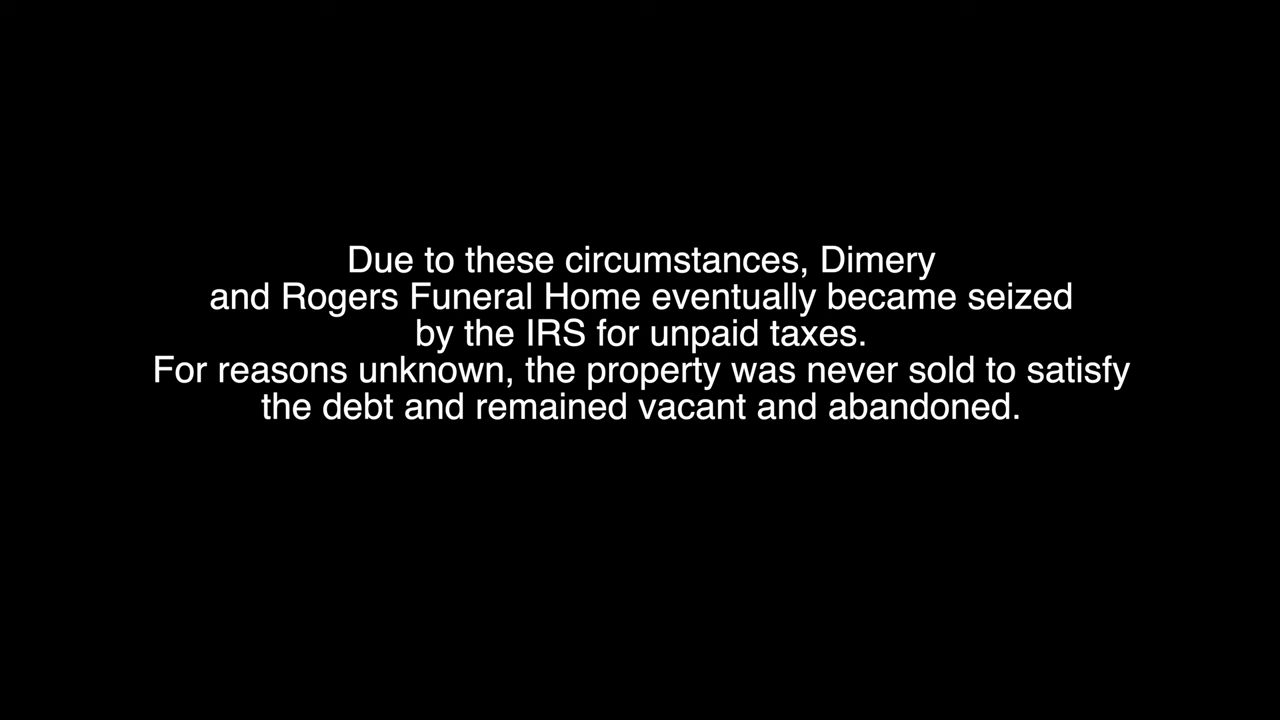 Due to these circumstances, Dimery
and Rogers Funeral Home eventually became seized
by the IRS for unpaid taxes.
For reasons unknown, the property was never sold to satisfy
the debt and remained vacant and abandoned.